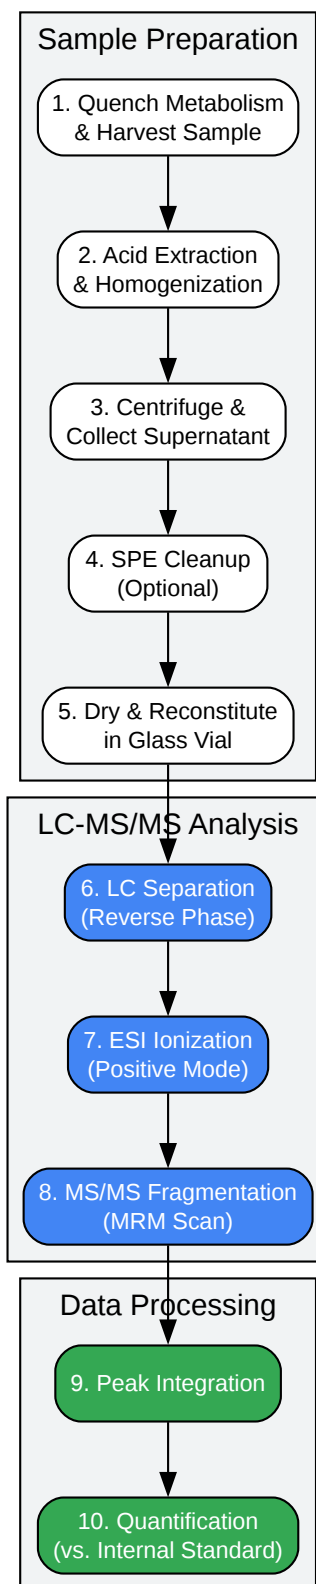 Sample Preparation
1. Quench Metabolism
& Harvest Sample
2. Acid Extraction
& Homogenization
3. Centrifuge &
Collect Supernatant
4. SPE Cleanup
(Optional)
5. Dry & Reconstitute
in Glass Vial
LC-MS/MS Analysis
6. LC Separation
(Reverse Phase)
7. ESI Ionization
(Positive Mode)
8. MS/MS Fragmentation
(MRM Scan)
Data Processing
9. Peak Integration
10. Quantification
(vs. Internal Standard)